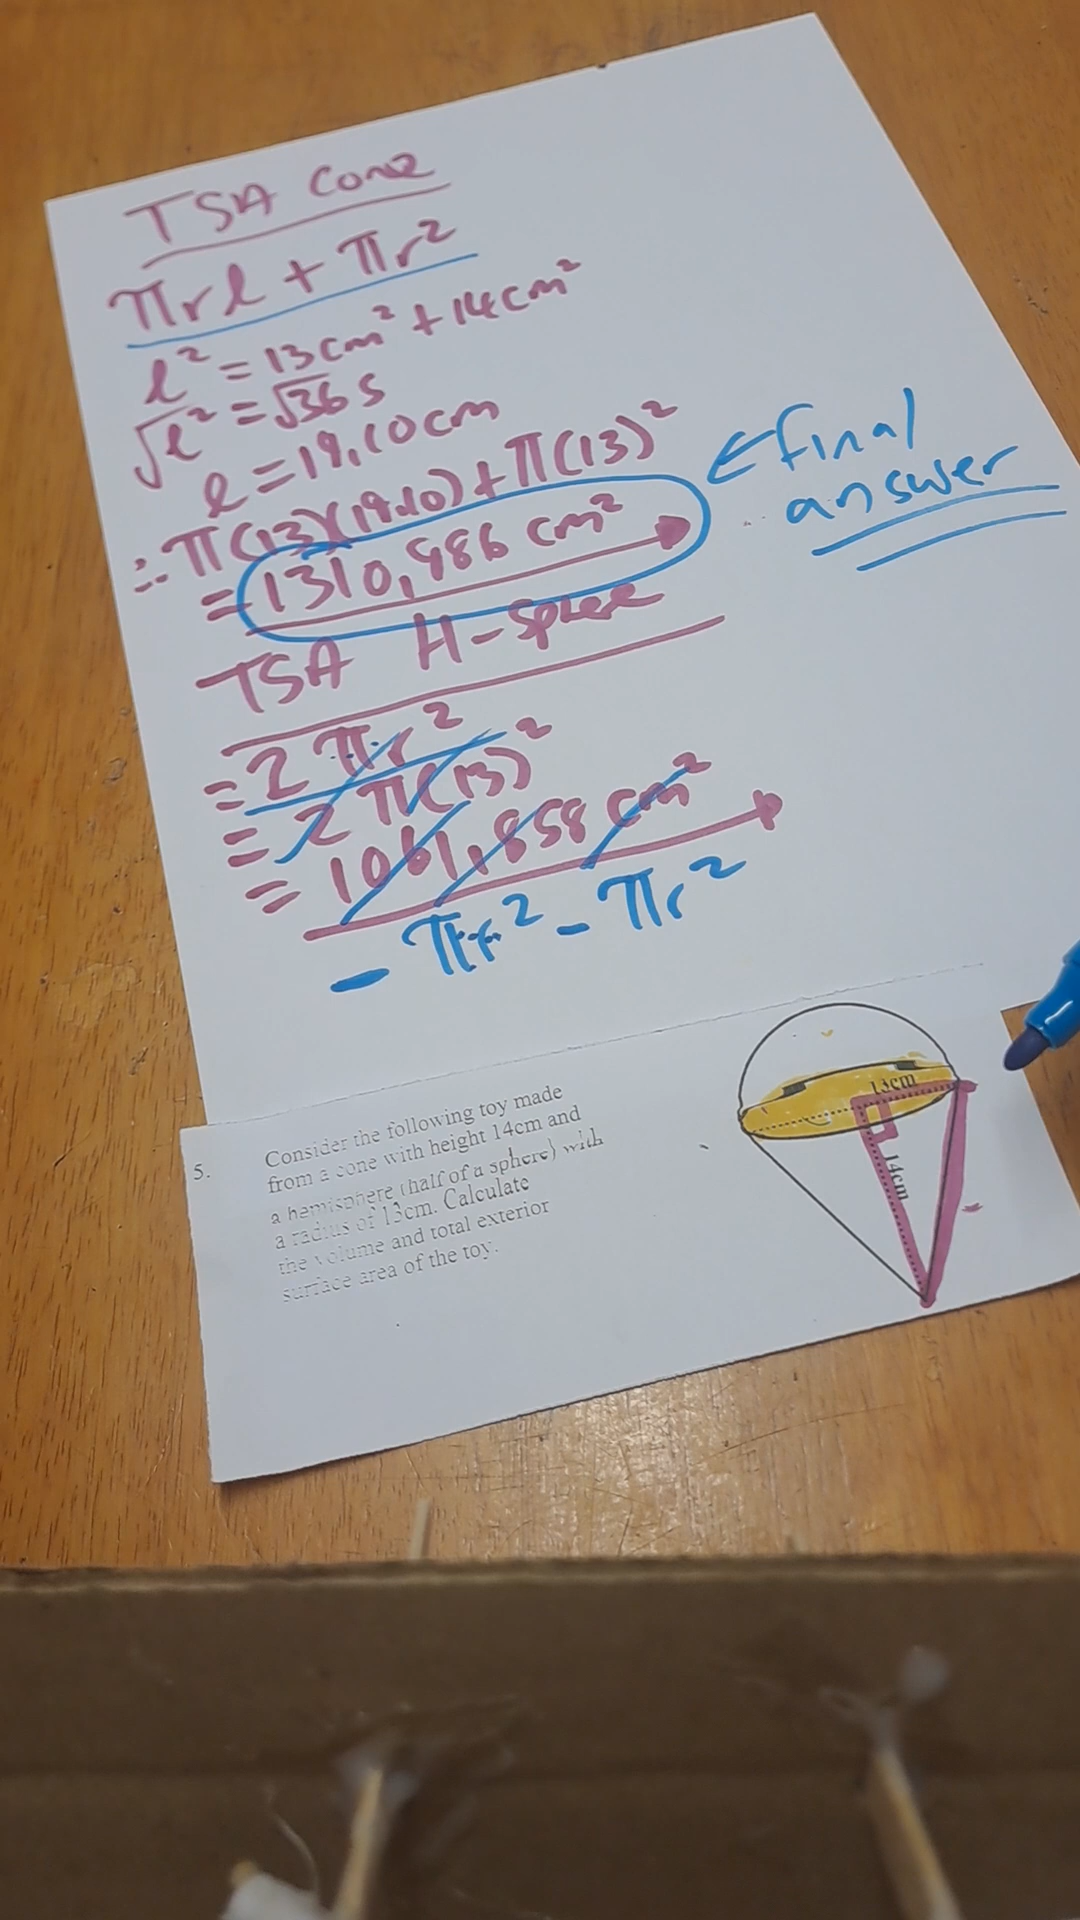 TSA Cone
πrl + πr²
l² = 13cm² + 14cm²
√l² = √365
l = 19,10cm
∴ π(13)(19.10) + π(13)²
= 1310,986 cm²
← final
answer
TSA H-sphere
= 2πr²
= 2π(13)²
= 1061,858 cm²
- πr² - πr²
5. Consider the following toy made
from a cone with height 14cm and
a hemisphere (half of a sphere) with
a radius of 13cm. Calculate
the volume and total exterior
surface area of the toy.
13cm
14cm